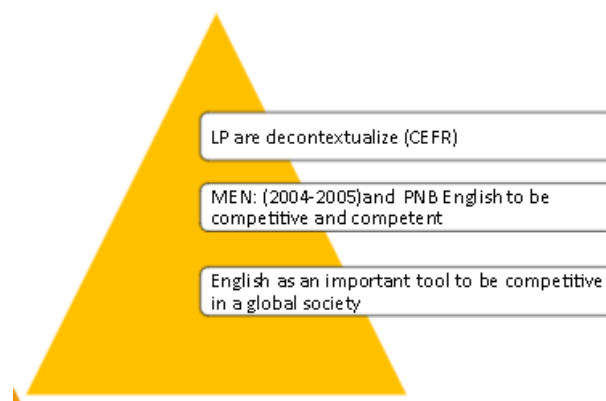 LP are decontextualize (CEFR)
MEN: (2004-2005)and PNB English to be
competitive and competent
English as an important tool to be competitive
in a global society